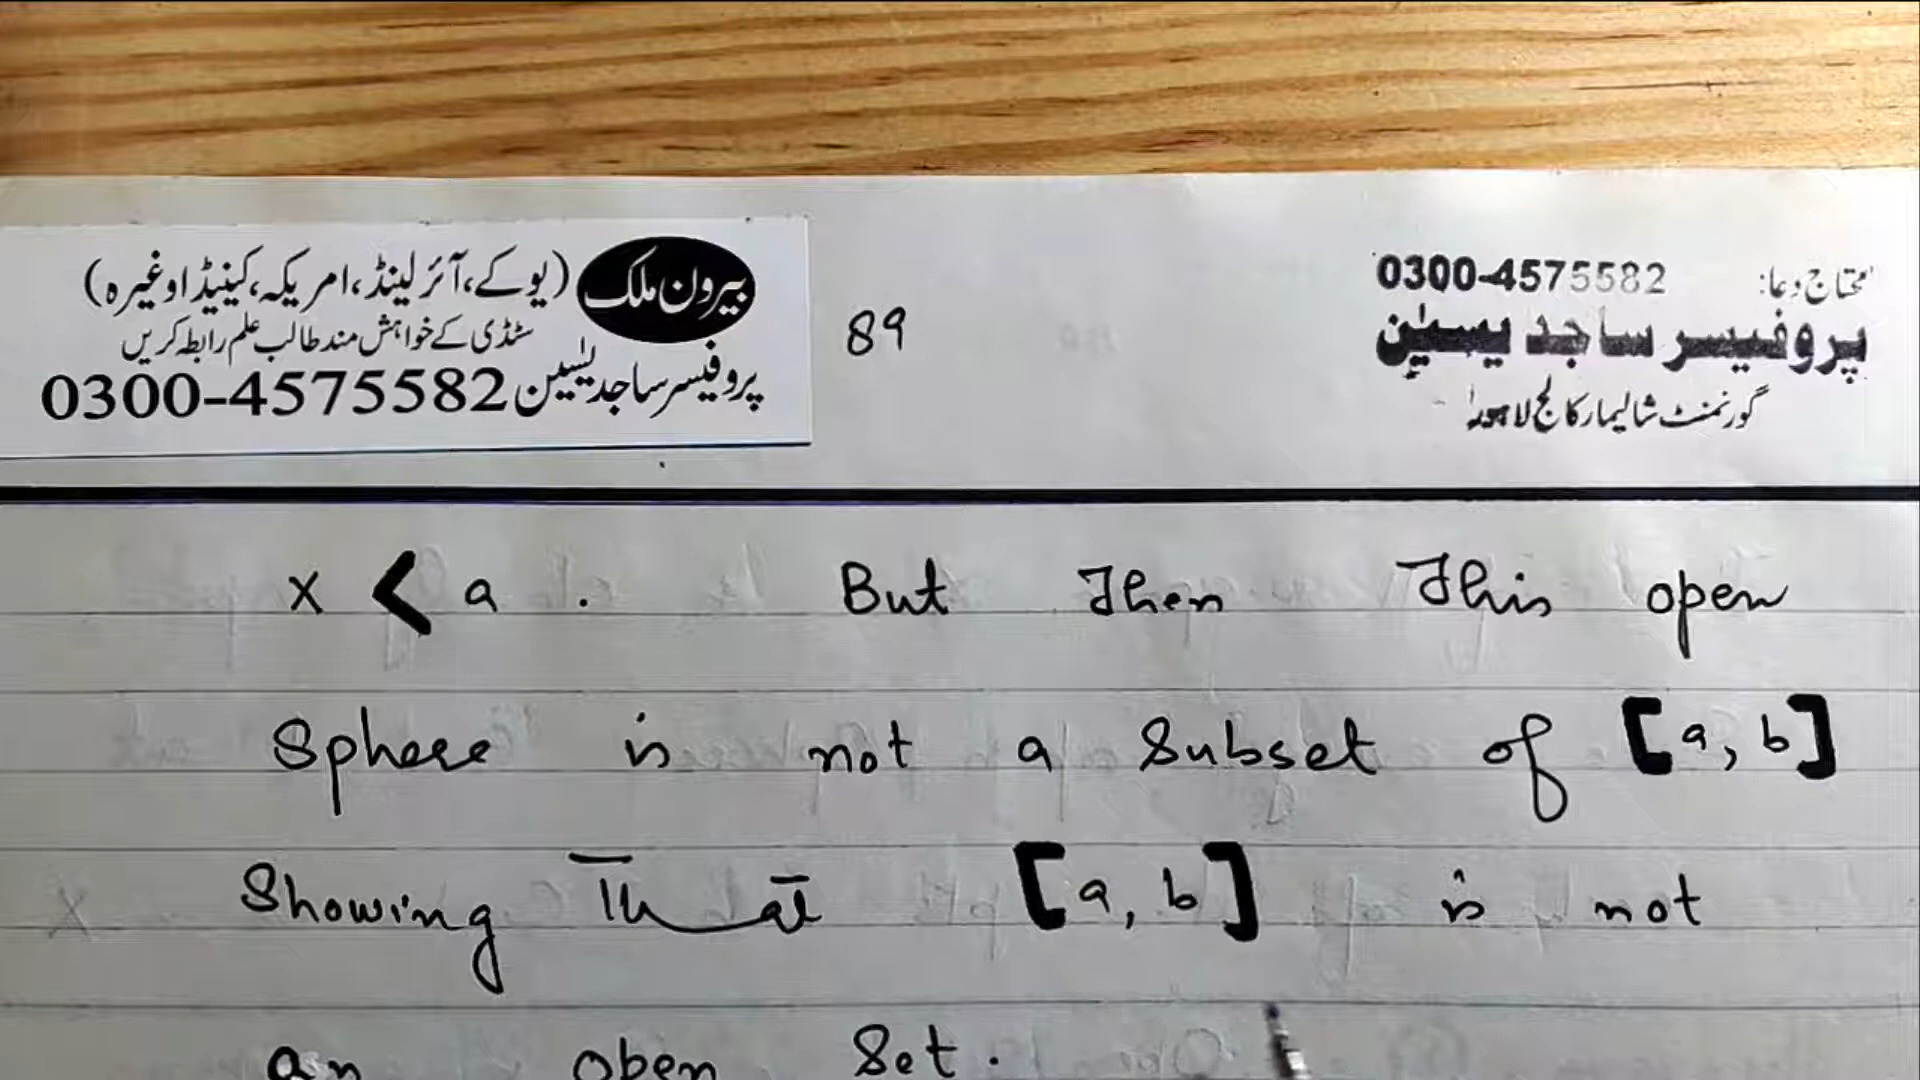 بیرون ملک (یوکے، آئرلینڈ، امریکہ، کینیڈا وغیرہ)
سٹڈی کے خواہش مند طالب علم رابطہ کریں
پروفیسر ساجد یٰسین 0300-4575582
89
محتاج دعا: 0300-4575582
پروفیسر ساجد یسیٰن
گورنمنٹ شالیمار کالج لاہور
x < a . But Then This open
Sphere is not a Subset of [a, b]
Showing That [a, b] is not
an open Set.